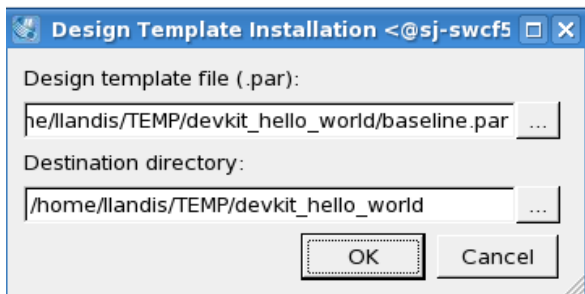 Design Template Installation <@sj-swcf5
Design template file (.par):
he/llandis/TEMP/devkit_hello_world/baseline.par ...
Destination directory:
/home/llandis/TEMP/devkit_hello_world ...
OK Cancel